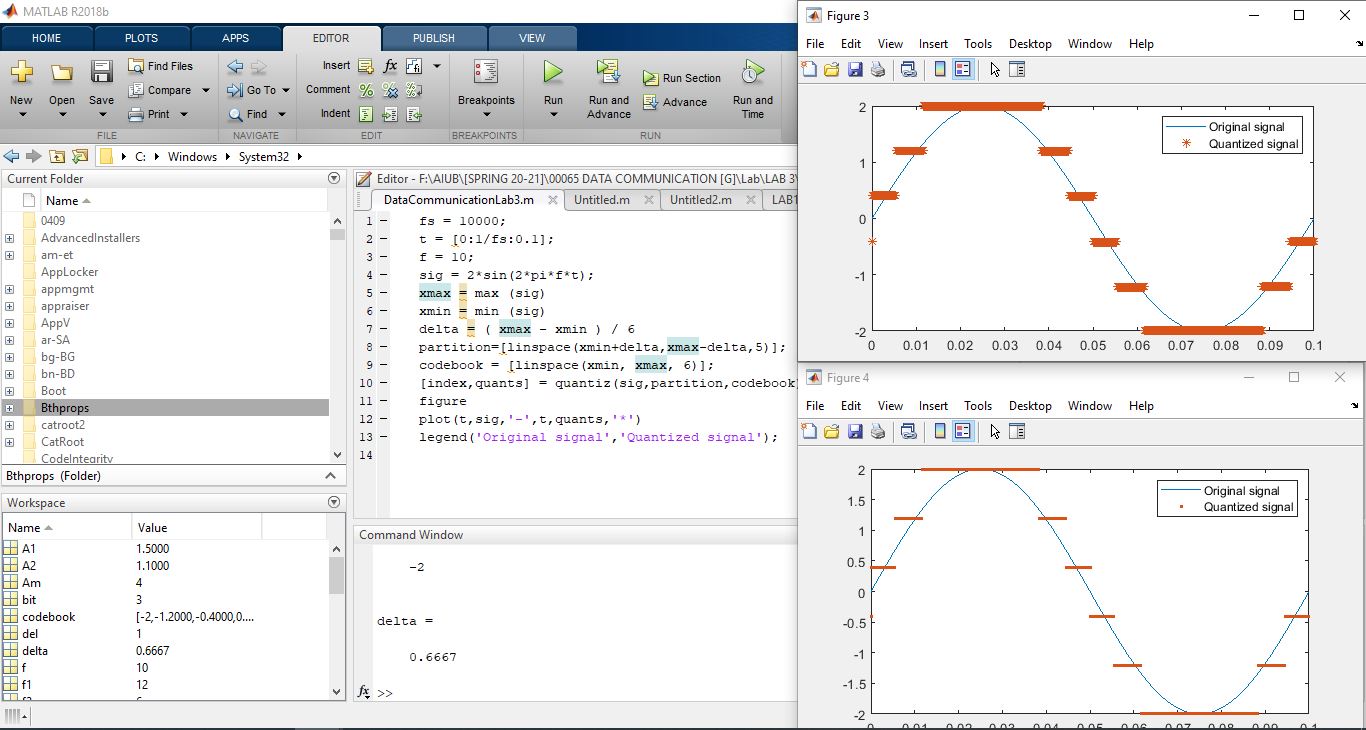 MATLAB R2018b
HOME PLOTS APPS EDITOR PUBLISH VIEW
New Open Save Find Files Compare Print
Go To Find
Insert fx
Comment
Indent
Breakpoints
Run Run and Advance Run Section Advance Run and Time
FILE NAVIGATE EDIT BREAKPOINTS RUN
C: Windows System32
Current Folder
Name
0409
AdvancedInstallers
am-et
AppLocker
appmgmt
appraiser
AppV
ar-SA
bg-BG
bn-BD
Boot
Bthprops
catroot2
CatRoot
CodeIntegrity
Bthprops (Folder)
Workspace
Name Value
A1 1.5000
A2 1.1000
Am 4
bit 3
codebook [-2,-1.2000,-0.4000,0....
del 1
delta 0.6667
f 10
f1 12
Editor - F:\AIUB\[SPRING 20-21]\00065 DATA COMMUNICATION [G]\Lab\LAB 3\
DataCommunicationLab3.m Untitled.m Untitled2.m LAB1
1 fs = 10000;
2 t = [0:1/fs:0.1];
3 f = 10;
4 sig = 2*sin(2*pi*f*t);
5 xmax = max (sig)
6 xmin = min (sig)
7 delta = ( xmax - xmin ) / 6
8 partition=[linspace(xmin+delta,xmax-delta,5)];
9 codebook = [linspace(xmin, xmax, 6)];
10 [index,quants] = quantiz(sig,partition,codebook
11 figure
12 plot(t,sig,'-',t,quants,'*')
13 legend('Original signal','Quantized signal');
14
Command Window
-2
delta =
0.6667
fx >>
Figure 3
File Edit View Insert Tools Desktop Window Help
Original signal
Quantized signal
2
1
0
-1
-2
0 0.01 0.02 0.03 0.04 0.05 0.06 0.07 0.08 0.09 0.1
Figure 4
File Edit View Insert Tools Desktop Window Help
Original signal
Quantized signal
2
1.5
1
0.5
0
-0.5
-1
-1.5
-2
0 0.01 0.02 0.03 0.04 0.05 0.06 0.07 0.08 0.09 0.1